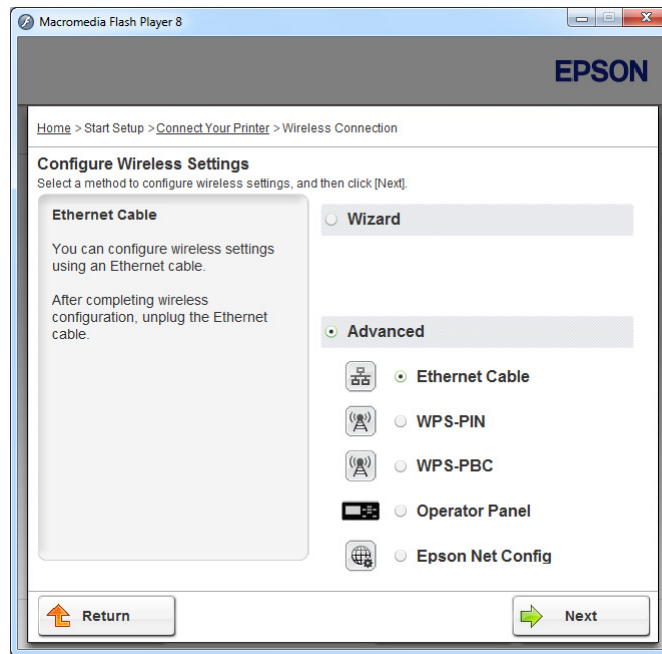 Macromedia Flash Player 8
EPSON
Home > Start Setup > Connect Your Printer > Wireless Connection
Configure Wireless Settings
Select a method to configure wireless settings, and then click [Next].
Ethernet Cable
You can configure wireless settings
using an Ethernet cable.
After completing wireless
configuration, unplug the Ethernet
cable.
Wizard
Advanced
Ethernet Cable
WPS-PIN
WPS-PBC
Operator Panel
Epson Net Config
Return
Next